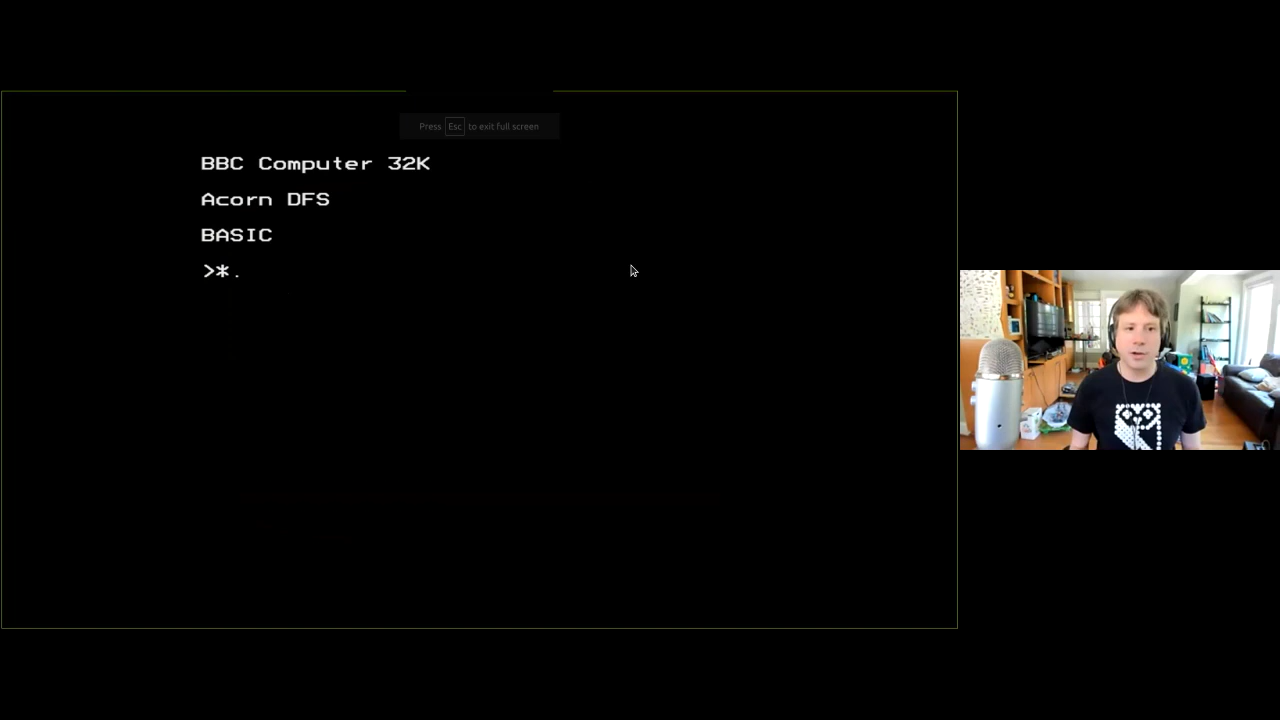 Press Esc to exit full screen
BBC Computer 32K
Acorn DFS
BASIC
>*.